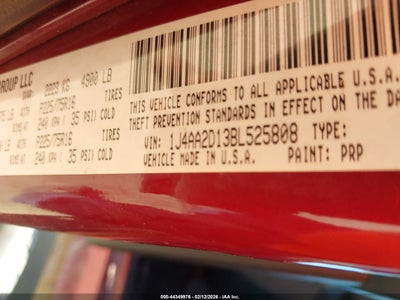 GROUP LLC
2223 KG 4900 LB
TIRES
P225/75R16
240 KPA ( 35 PSI) COLD
TIRES
P225/75R16
240 KPA ( 35 PSI) COLD
THIS VEHICLE CONFORMS TO ALL APPLICABLE U.S.A.
THEFT PREVENTION STANDARDS IN EFFECT ON THE DA
VIN: 1J4AA2D13BL525808 TYPE:
VEHICLE MADE IN U.S.A. PAINT: PRP
000-44349976 - 02/12/2026 - IAA Inc.